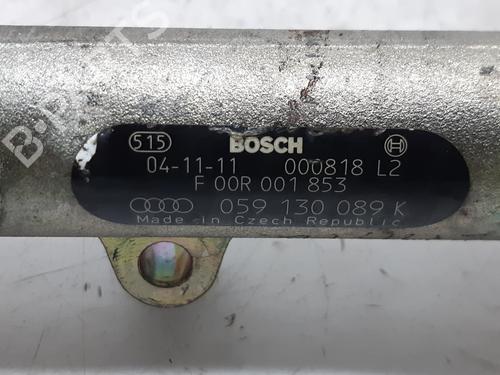 B-PARTS
515 BOSCH
04-11-11 000818 L2
F 00R 001 853
059 130 089 K
Made in Czech Republic